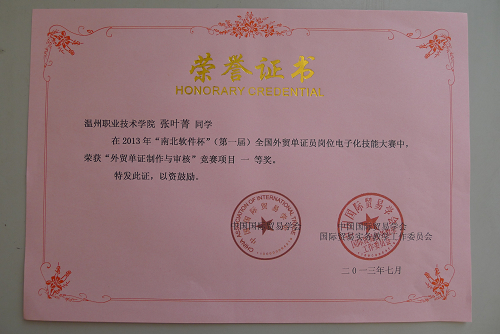 荣誉证书
HONORARY CREDENTIAL
温州职业技术学院 张叶菁 同学
在2013年“南北软件杯”（第一届）全国外贸单证员岗位电子化技能大赛中，
荣获“外贸单证制作与审核”竞赛项目 一 等奖。
特发此证，以资鼓励。
中国国际贸易学会 中国国际贸易学会
国际贸易实务教学工作委员会
二〇一三年七月